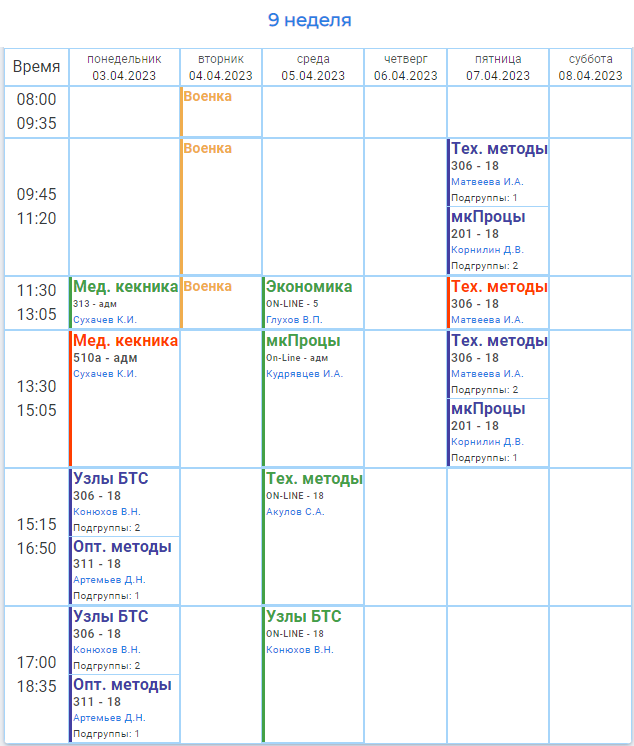 9 неделя
Время
понедельник
03.04.2023
вторник
04.04.2023
среда
05.04.2023
четверг
06.04.2023
пятница
07.04.2023
суббота
08.04.2023
08:00
09:35
Военка
09:45
11:20
Военка
Тех. методы
306 - 18
Матвеева И.А.
Подгруппы: 1
мкПроцы
201 - 18
Корнилин Д.В.
Подгруппы: 2
11:30
13:05
Мед. кекника
313 - адм
Сухачев К.И.
Военка
Экономика
ON-LINE - 5
Глухов В.П.
Тех. методы
306 - 18
Матвеева И.А.
13:30
15:05
Мед. кекника
510а - адм
Сухачев К.И.
мкПроцы
On-Line - адм
Кудрявцев И.А.
Тех. методы
306 - 18
Матвеева И.А.
Подгруппы: 2
мкПроцы
201 - 18
Корнилин Д.В.
Подгруппы: 1
15:15
16:50
Узлы БТС
306 - 18
Конюхов В.Н.
Подгруппы: 2
Опт. методы
311 - 18
Артемьев Д.Н.
Подгруппы: 1
Тех. методы
ON-LINE - 18
Акулов С.А.
17:00
18:35
Узлы БТС
306 - 18
Конюхов В.Н.
Подгруппы: 2
Опт. методы
311 - 18
Артемьев Д.Н.
Подгруппы: 1
Узлы БТС
ON-LINE - 18
Конюхов В.Н.